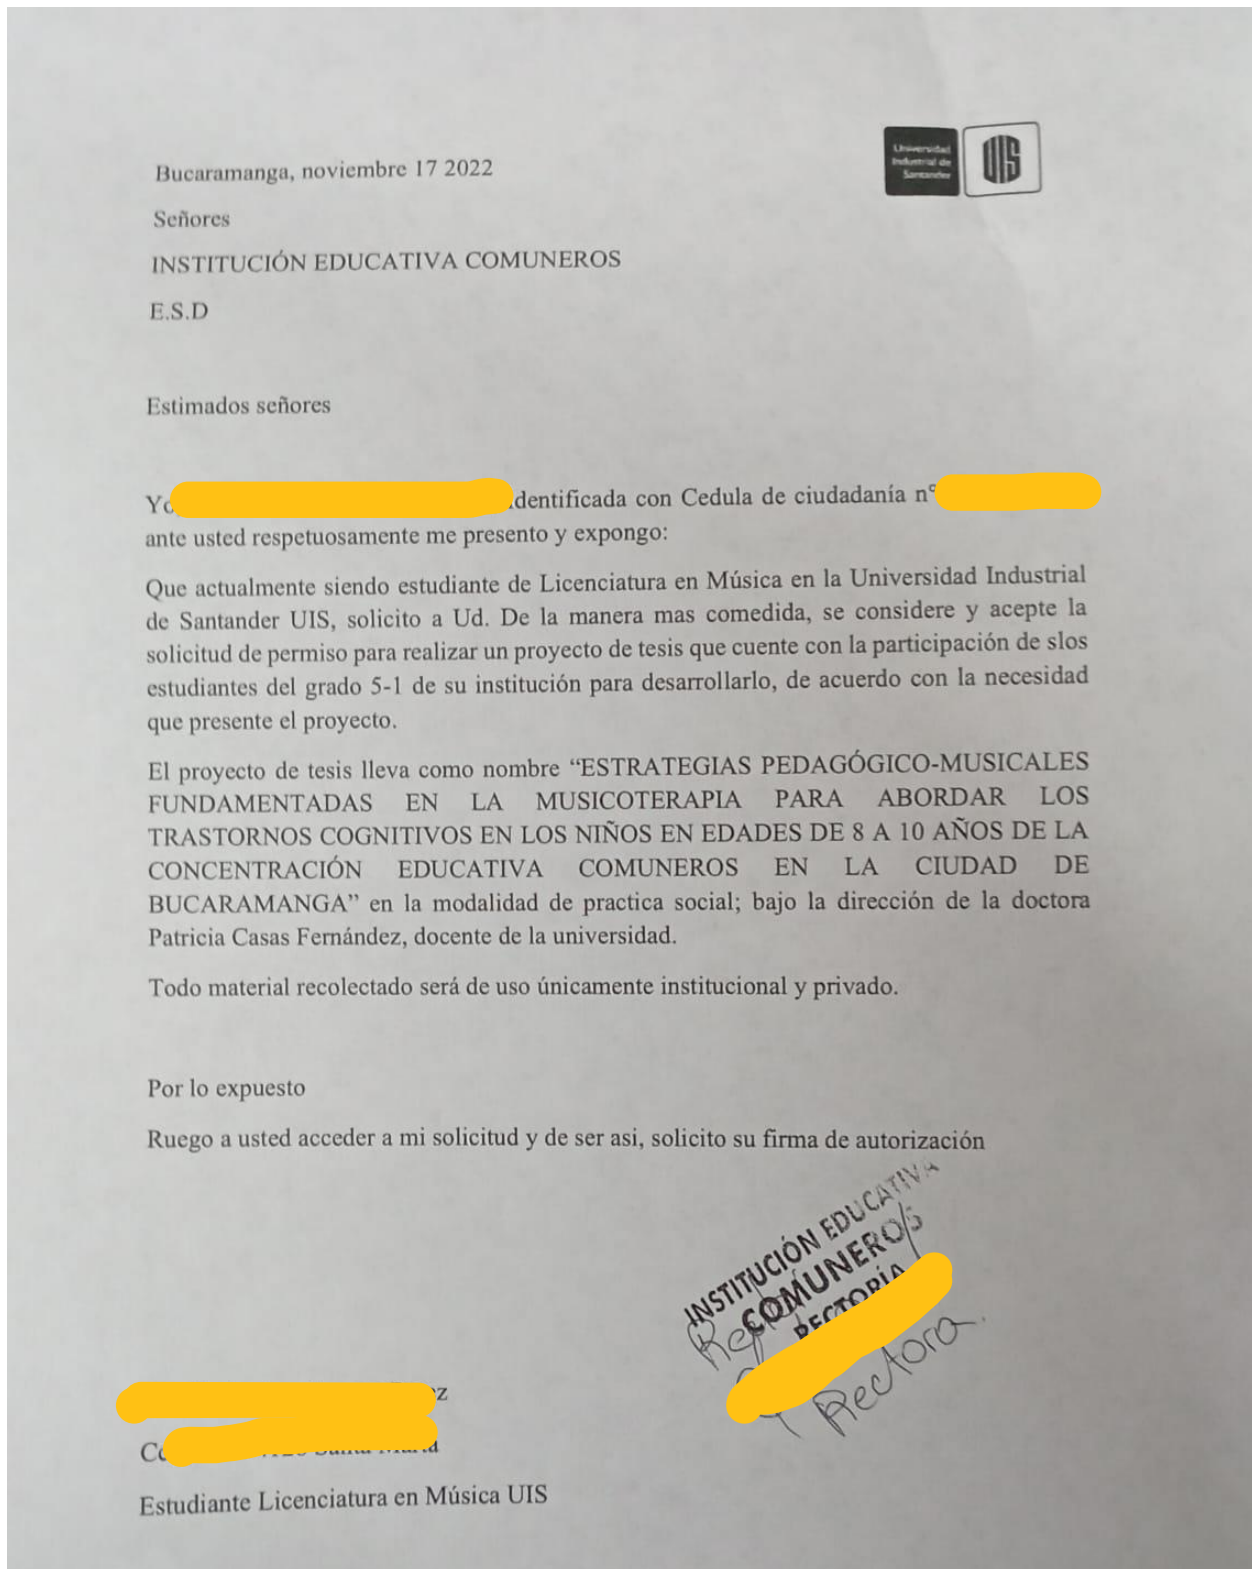 Universidad
Industrial de
Santander
UIS
Bucaramanga, noviembre 17 2022
Señores
INSTITUCIÓN EDUCATIVA COMUNEROS
E.S.D
Estimados señores
Yo identificada con Cedula de ciudadanía n°
ante usted respetuosamente me presento y expongo:
Que actualmente siendo estudiante de Licenciatura en Música en la Universidad Industrial
de Santander UIS, solicito a Ud. De la manera mas comedida, se considere y acepte la
solicitud de permiso para realizar un proyecto de tesis que cuente con la participación de slos
estudiantes del grado 5-1 de su institución para desarrollarlo, de acuerdo con la necesidad
que presente el proyecto.
El proyecto de tesis lleva como nombre “ESTRATEGIAS PEDAGÓGICO-MUSICALES
FUNDAMENTADAS EN LA MUSICOTERAPIA PARA ABORDAR LOS
TRASTORNOS COGNITIVOS EN LOS NIÑOS EN EDADES DE 8 A 10 AÑOS DE LA
CONCENTRACIÓN EDUCATIVA COMUNEROS EN LA CIUDAD DE
BUCARAMANGA” en la modalidad de practica social; bajo la dirección de la doctora
Patricia Casas Fernández, docente de la universidad.
Todo material recolectado será de uso únicamente institucional y privado.
Por lo expuesto
Ruego a usted acceder a mi solicitud y de ser asi, solicito su firma de autorización
INSTITUCIÓN EDUCATIVA
COMUNEROS
RECTORÍA
Rectora.
Estudiante Licenciatura en Música UIS